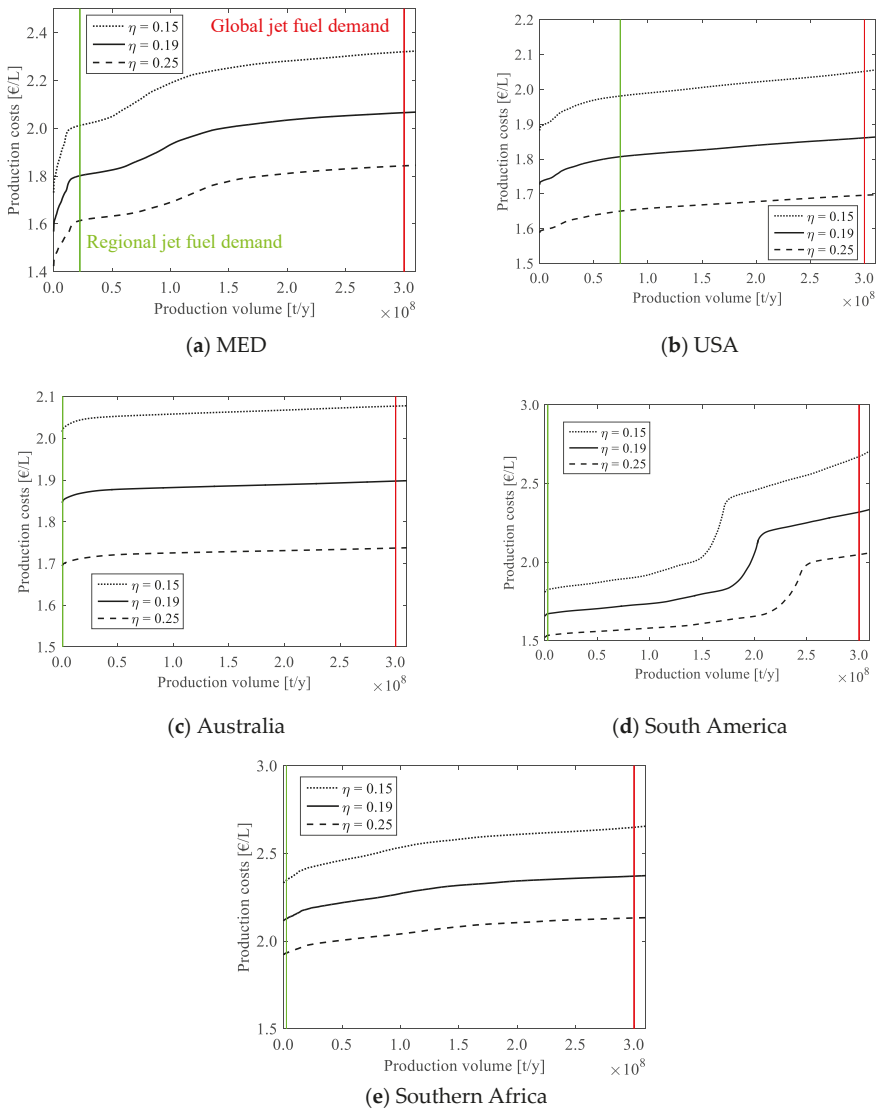 2.4
2.2
2.0
1.8
1.6
1.4
Production costs [€/L]
η = 0.15
η = 0.19
η = 0.25
Global jet fuel demand
Regional jet fuel demand
0.0 0.5 1.0 1.5 2.0 2.5 3.0
Production volume [t/y]
×10⁸
(a) MED
2.2
2.1
2.0
1.9
1.8
1.7
1.6
1.5
Production costs [€/L]
η = 0.15
η = 0.19
η = 0.25
0.0 0.5 1.0 1.5 2.0 2.5 3.0
Production volume [t/y]
×10⁸
(b) USA
2.1
2.0
1.9
1.8
1.7
1.6
1.5
Production costs [€/L]
η = 0.15
η = 0.19
η = 0.25
0.0 0.5 1.0 1.5 2.0 2.5 3.0
Production volume [t/y]
×10⁸
(c) Australia
3.0
2.5
2.0
1.5
Production costs [€/L]
η = 0.15
η = 0.19
η = 0.25
0.0 0.5 1.0 1.5 2.0 2.5 3.0
Production volume [t/y]
×10⁸
(d) South America
3.0
2.5
2.0
1.5
Production costs [€/L]
η = 0.15
η = 0.19
η = 0.25
0.0 0.5 1.0 1.5 2.0 2.5 3.0
Production volume [t/y]
×10⁸
(e) Southern Africa